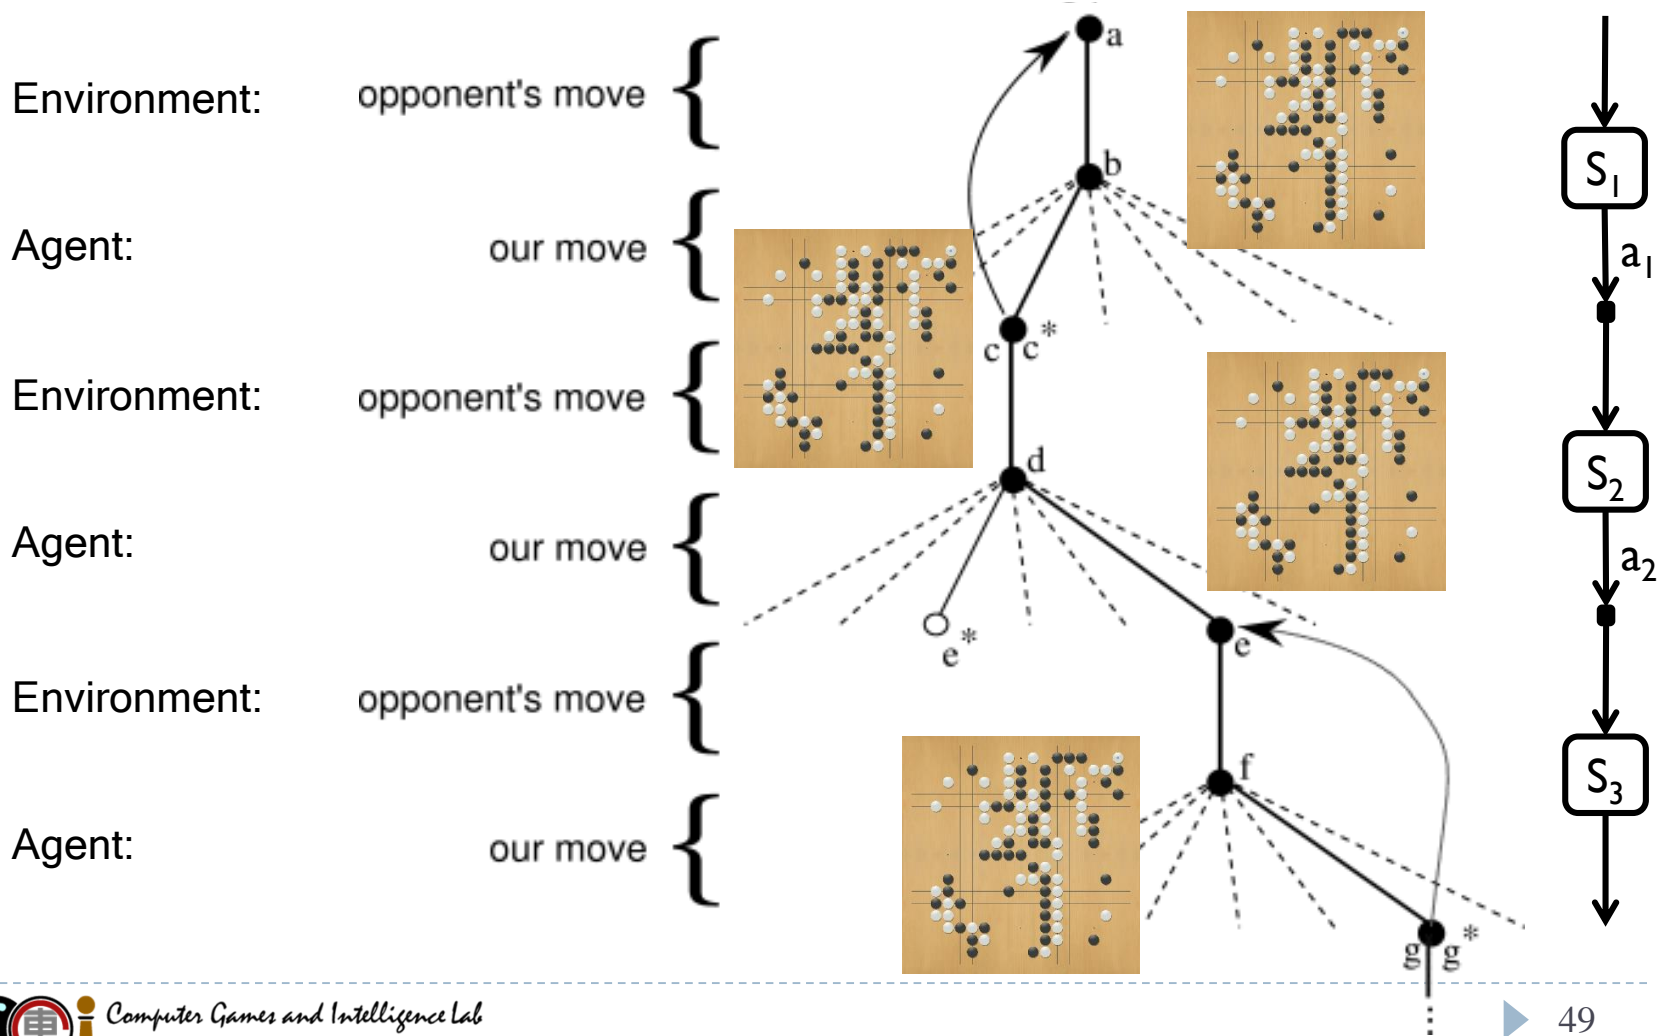 a
Environment: opponent's move
b
S1
Agent: our move
a1
c c*
Environment: opponent's move
d
S2
Agent: our move
a2
e*
e
Environment: opponent's move
f
S3
Agent: our move
g g*
車
Computer Games and Intelligence Lab
49